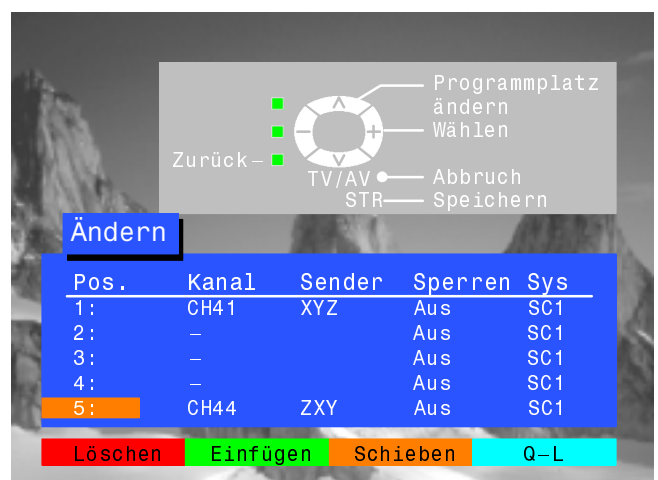 Programmplatz
ändern
Wählen
Zurück–
TV/AV Abbruch
STR Speichern
Ändern
Pos. Kanal Sender Sperren Sys
1: CH41 XYZ Aus SC1
2: – Aus SC1
3: – Aus SC1
4: – Aus SC1
5: CH44 ZXY Aus SC1
Löschen Einfügen Schieben Q–L